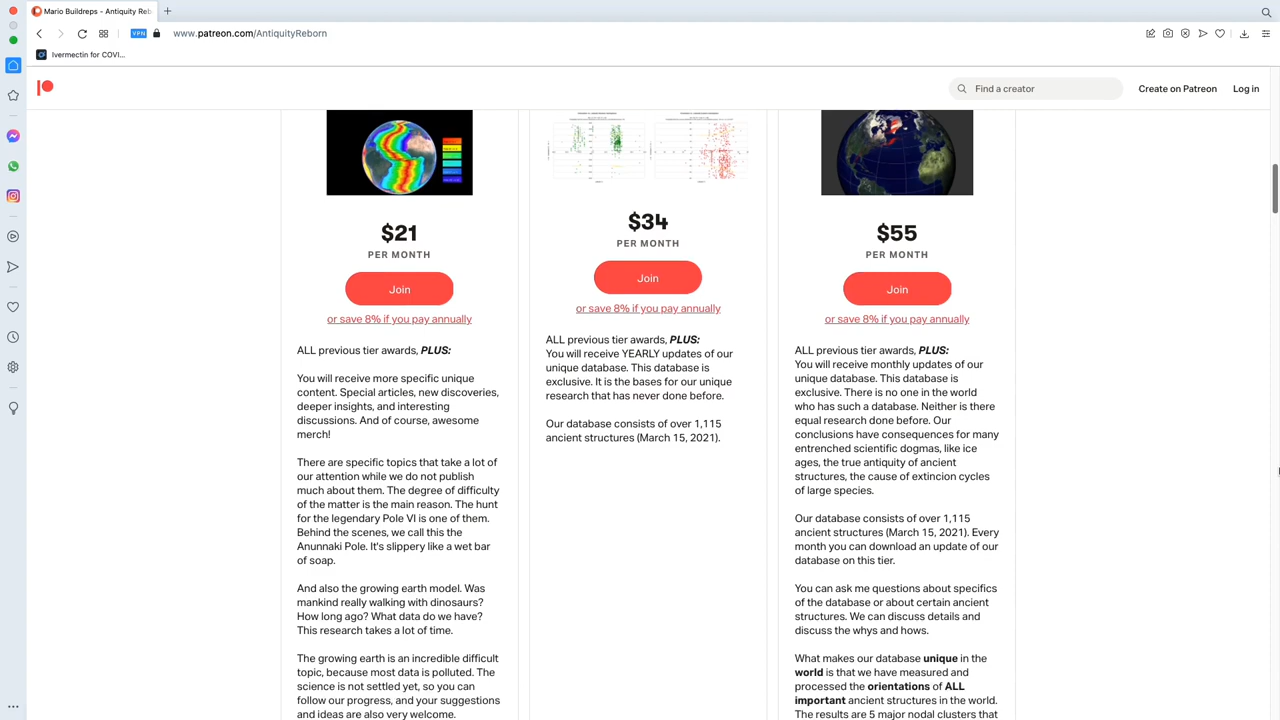 Mario Buildreps - Antiquity Reb
VPN
www.patreon.com/AntiquityReborn
Ivermectin for COVI...
Find a creator
Create on Patreon
Log in
$21
PER MONTH
Join
or save 8% if you pay annually
ALL previous tier awards, PLUS:
You will receive more specific unique
content. Special articles, new discoveries,
deeper insights, and interesting
discussions. And of course, awesome
merch!
There are specific topics that take a lot of
our attention while we do not publish
much about them. The degree of difficulty
of the matter is the main reason. The hunt
for the legendary Pole VI is one of them.
Behind the scenes, we call this the
Anunnaki Pole. It's slippery like a wet bar
of soap.
And also the growing earth model. Was
mankind really walking with dinosaurs?
How long ago? What data do we have?
This research takes a lot of time.
The growing earth is an incredible difficult
topic, because most data is polluted. The
science is not settled yet, so you can
follow our progress, and your suggestions
and ideas are also very welcome.
$34
PER MONTH
Join
or save 8% if you pay annually
ALL previous tier awards, PLUS:
You will receive YEARLY updates of our
unique database. This database is
exclusive. It is the bases for our unique
research that has never done before.
Our database consists of over 1,115
ancient structures (March 15, 2021).
$55
PER MONTH
Join
or save 8% if you pay annually
ALL previous tier awards, PLUS:
You will receive monthly updates of our
unique database. This database is
exclusive. There is no one in the world
who has such a database. Neither is there
equal research done before. Our
conclusions have consequences for many
entrenched scientific dogmas, like ice
ages, the true antiquity of ancient
structures, the cause of extincion cycles
of large species.
Our database consists of over 1,115
ancient structures (March 15, 2021). Every
month you can download an update of our
database on this tier.
You can ask me questions about specifics
of the database or about certain ancient
structures. We can discuss details and
discuss the whys and hows.
What makes our database unique in the
world is that we have measured and
processed the orientations of ALL
important ancient structures in the world.
The results are 5 major nodal clusters that